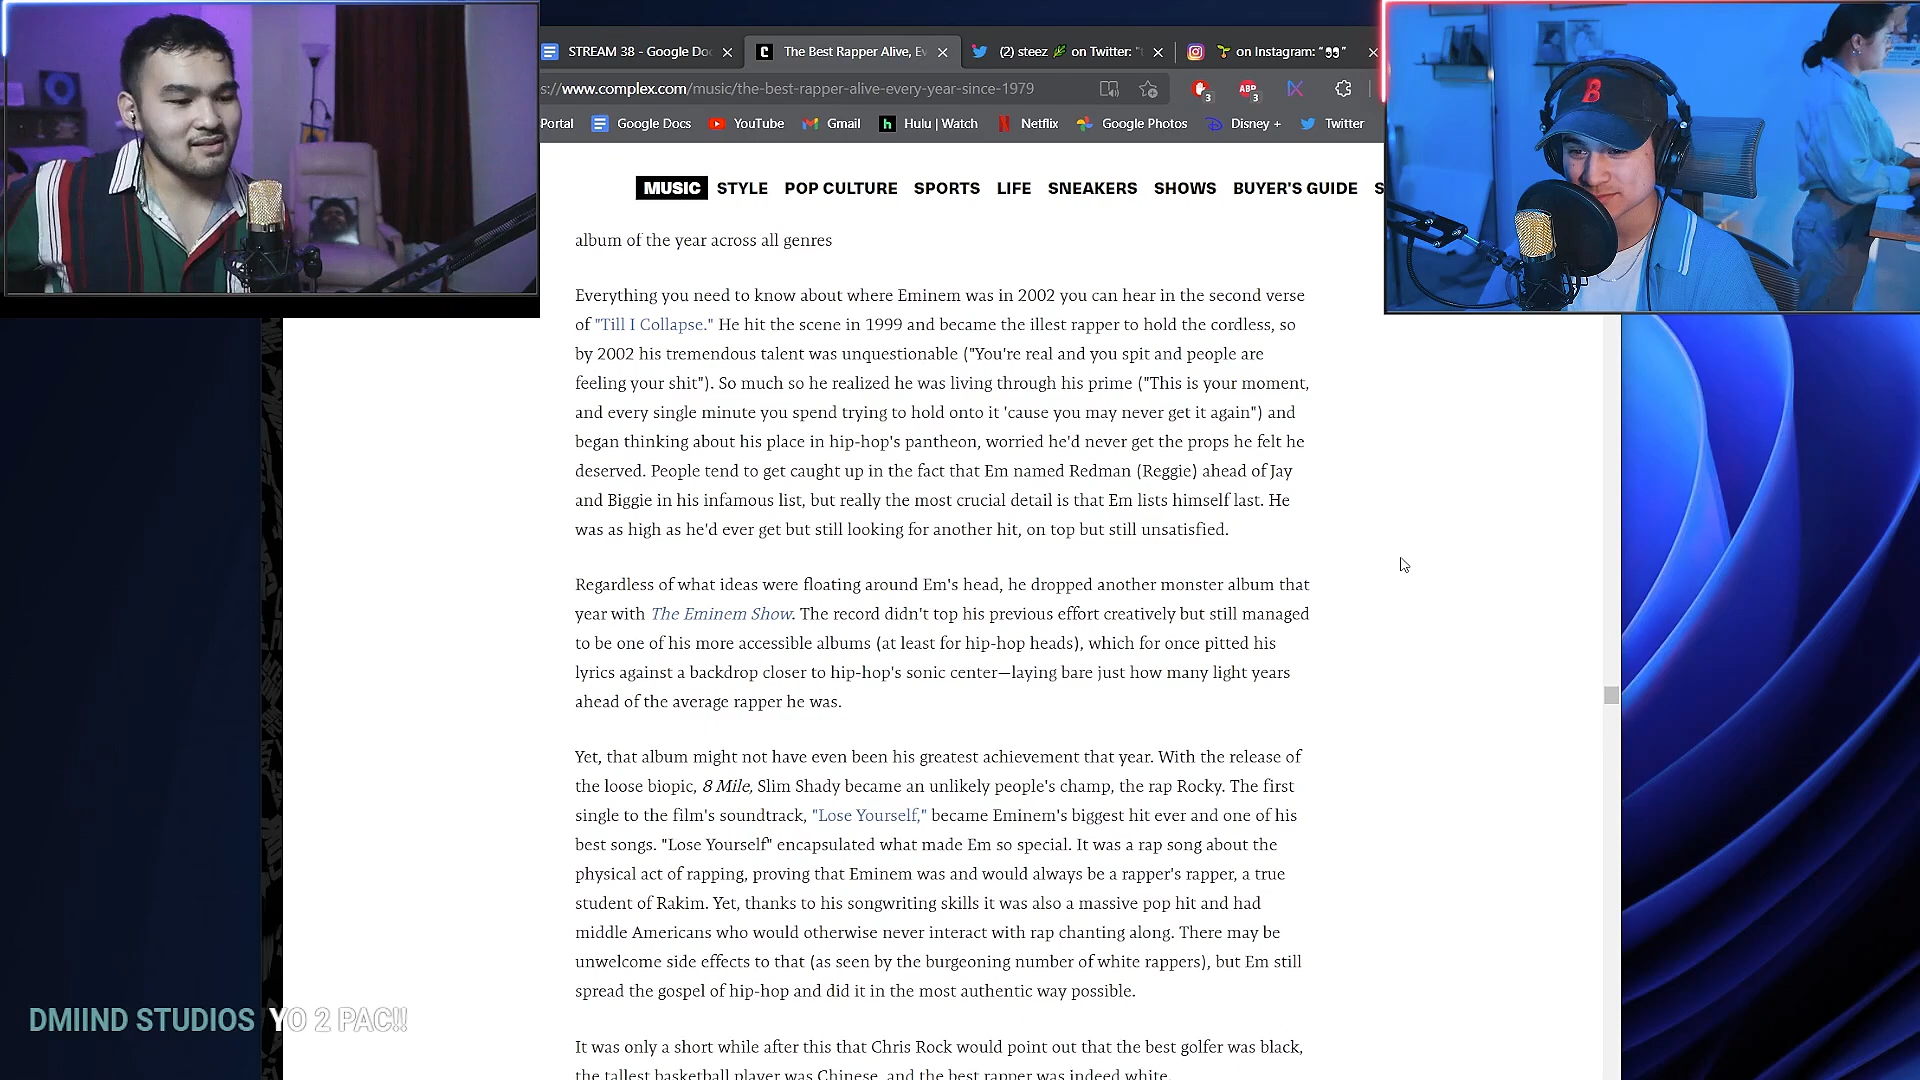 STREAM 38 - Google Doc
The Best Rapper Alive, Ev
(2) steez on Twitter: "
on Instagram: "
s://www.complex.com/music/the-best-rapper-alive-every-year-since-1979
3
ABP
3
Portal
Google Docs
YouTube
Gmail
Hulu | Watch
Netflix
Google Photos
Disney +
Twitter
MUSIC STYLE POP CULTURE SPORTS LIFE SNEAKERS SHOWS BUYER'S GUIDE S
album of the year across all genres
Everything you need to know about where Eminem was in 2002 you can hear in the second verse
of "Till I Collapse." He hit the scene in 1999 and became the illest rapper to hold the cordless, so
by 2002 his tremendous talent was unquestionable ("You're real and you spit and people are
feeling your shit"). So much so he realized he was living through his prime ("This is your moment,
and every single minute you spend trying to hold onto it 'cause you may never get it again") and
began thinking about his place in hip-hop's pantheon, worried he'd never get the props he felt he
deserved. People tend to get caught up in the fact that Em named Redman (Reggie) ahead of Jay
and Biggie in his infamous list, but really the most crucial detail is that Em lists himself last. He
was as high as he'd ever get but still looking for another hit, on top but still unsatisfied.
Regardless of what ideas were floating around Em's head, he dropped another monster album that
year with The Eminem Show. The record didn't top his previous effort creatively but still managed
to be one of his more accessible albums (at least for hip-hop heads), which for once pitted his
lyrics against a backdrop closer to hip-hop's sonic center—laying bare just how many light years
ahead of the average rapper he was.
Yet, that album might not have even been his greatest achievement that year. With the release of
the loose biopic, 8 Mile, Slim Shady became an unlikely people's champ, the rap Rocky. The first
single to the film's soundtrack, "Lose Yourself," became Eminem's biggest hit ever and one of his
best songs. "Lose Yourself" encapsulated what made Em so special. It was a rap song about the
physical act of rapping, proving that Eminem was and would always be a rapper's rapper, a true
student of Rakim. Yet, thanks to his songwriting skills it was also a massive pop hit and had
middle Americans who would otherwise never interact with rap chanting along. There may be
unwelcome side effects to that (as seen by the burgeoning number of white rappers), but Em still
spread the gospel of hip-hop and did it in the most authentic way possible.
It was only a short while after this that Chris Rock would point out that the best golfer was black,
the tallest basketball player was Chinese, and the best rapper was indeed white.
DMIIND STUDIOS YO 2 PAC!!